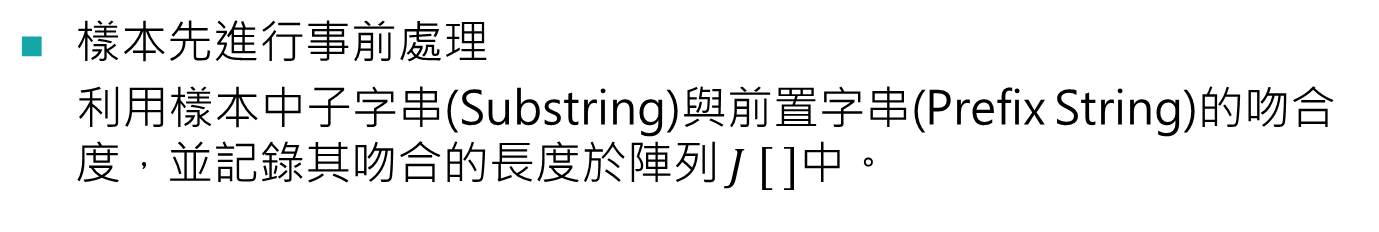 樣本先進行事前處理
利用樣本中子字串(Substring)與前置字串(Prefix String)的吻合
度，並記錄其吻合的長度於陣列 J [ ]中。